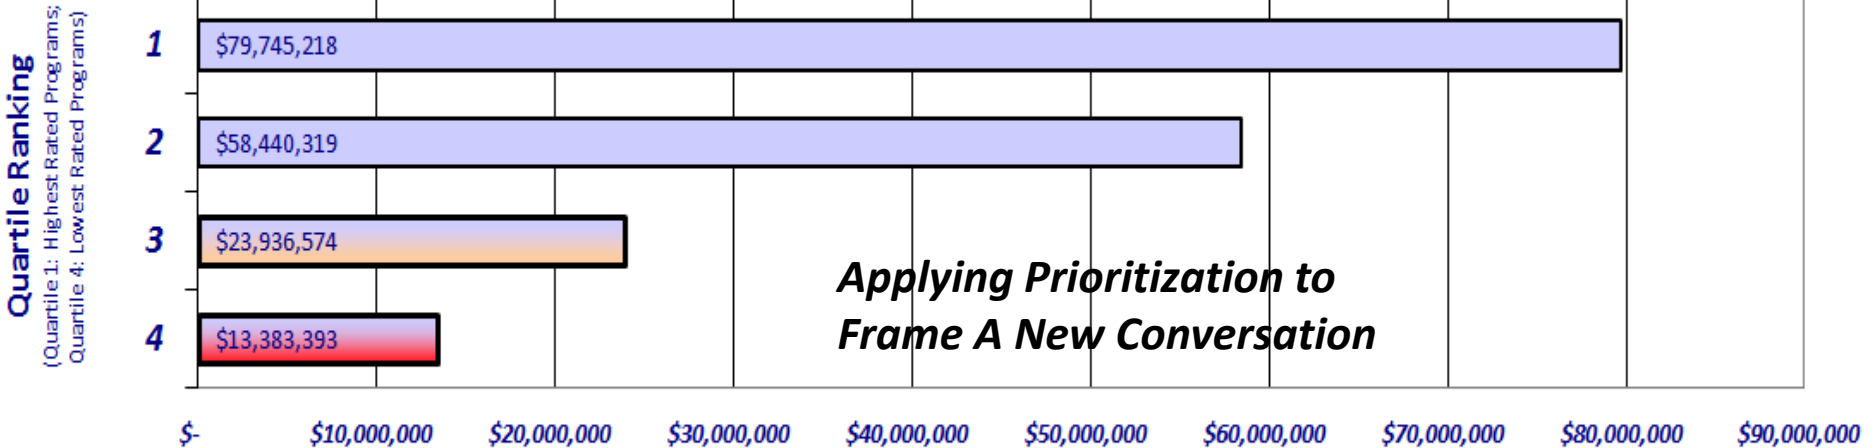 Quartile Ranking
(Quartile 1: Highest Rated Programs;
Quartile 4: Lowest Rated Programs)
1
$79,745,218
2
$58,440,319
3
$23,936,574
4
$13,383,393
Applying Prioritization to
Frame A New Conversation
$- $10,000,000 $20,000,000 $30,000,000 $40,000,000 $50,000,000 $60,000,000 $70,000,000 $80,000,000 $90,000,000